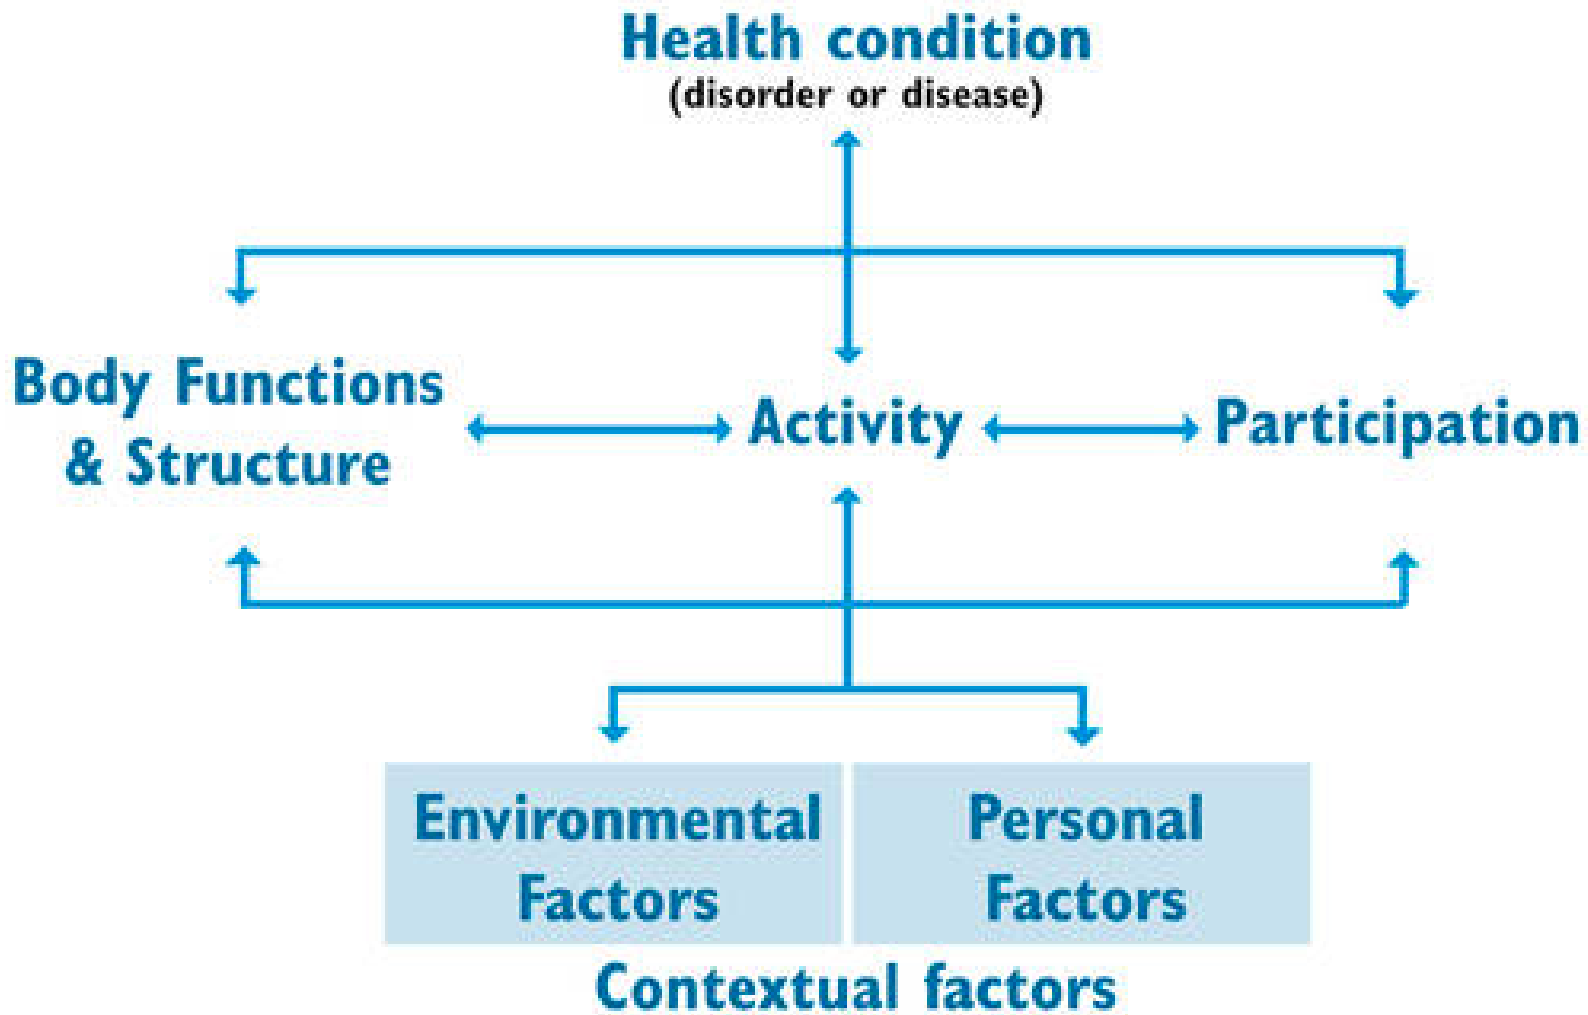 Health condition
(disorder or disease)
Body Functions
& Structure
Activity
Participation
Environmental
Factors
Personal
Factors
Contextual factors